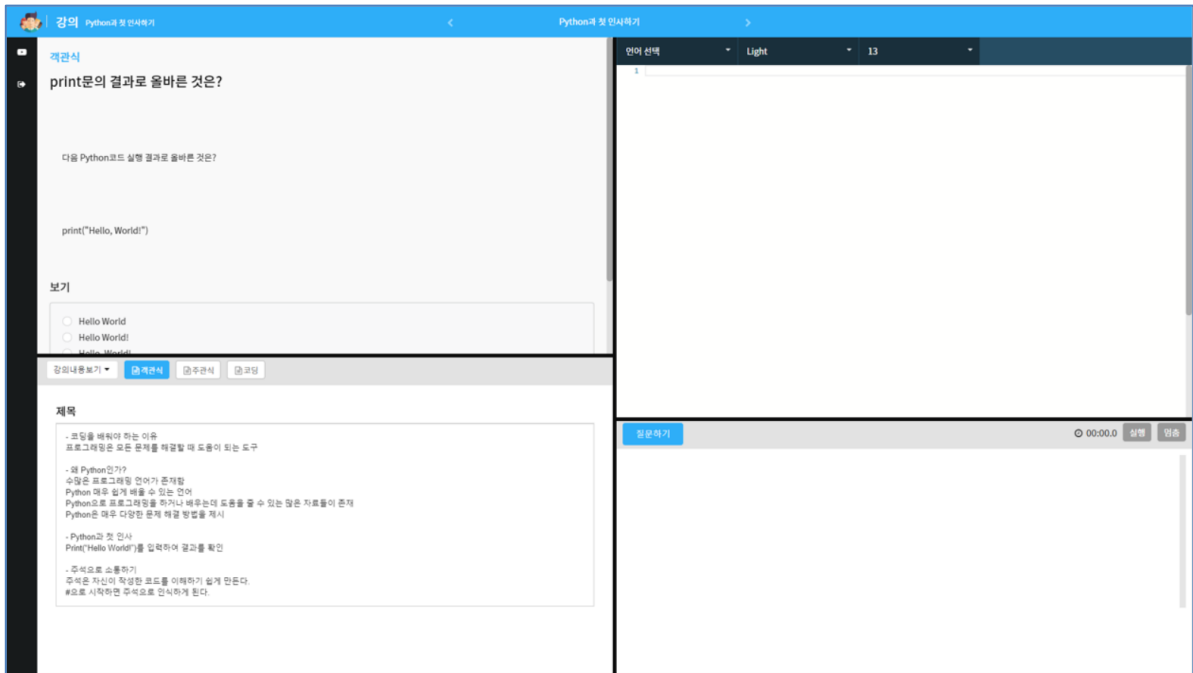 강의 Python과 첫 인사하기
Python과 첫 인사하기
객관식
print문의 결과로 올바른 것은?
다음 Python코드 실행 결과로 올바른 것은?
print("Hello, World!")
보기
Hello World
Hello World!
Hello, World!
강의내용보기
객관식
주관식
코딩
제목
- 코딩을 배워야 하는 이유
프로그래밍은 모든 문제를 해결할 때 도움이 되는 도구
- 왜 Python인가?
수많은 프로그래밍 언어가 존재함
Python 매우 쉽게 배울 수 있는 언어
Python으로 프로그래밍을 하거나 배우는데 도움을 줄 수 있는 많은 자료들이 존재
Python은 매우 다양한 문제 해결 방법을 제시
- Python과 첫 인사
Print("Hello World!")를 입력하여 결과를 확인
- 주석으로 소통하기
주석은 자신이 작성한 코드를 이해하기 쉽게 만든다.
#으로 시작하면 주석으로 인식하게 된다.
언어 선택
Light
13
1
질문하기
00:00.0
실행
멈춤